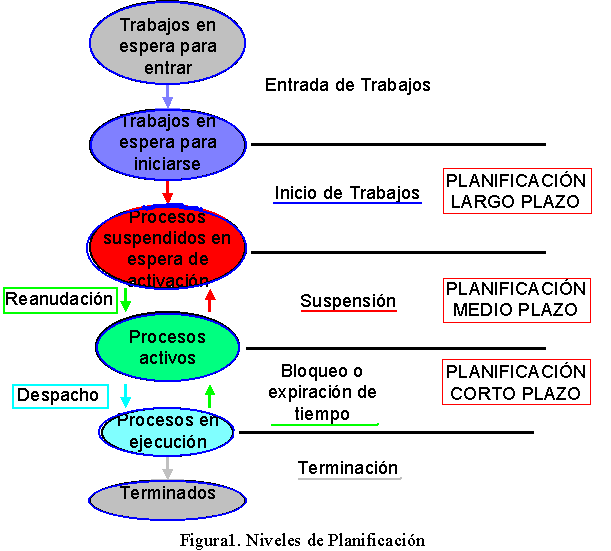 Trabajos en
espera para
entrar
Entrada de Trabajos
Trabajos en
espera para
iniciarse
Inicio de Trabajos
PLANIFICACIÓN
LARGO PLAZO
Procesos
suspendidos en
espera de
activación
Reanudación
Suspensión
PLANIFICACIÓN
MEDIO PLAZO
Procesos
activos
Despacho
Bloqueo o
expiración de
tiempo
PLANIFICACIÓN
CORTO PLAZO
Procesos en
ejecución
Terminación
Terminados
Figura1. Niveles de Planificación